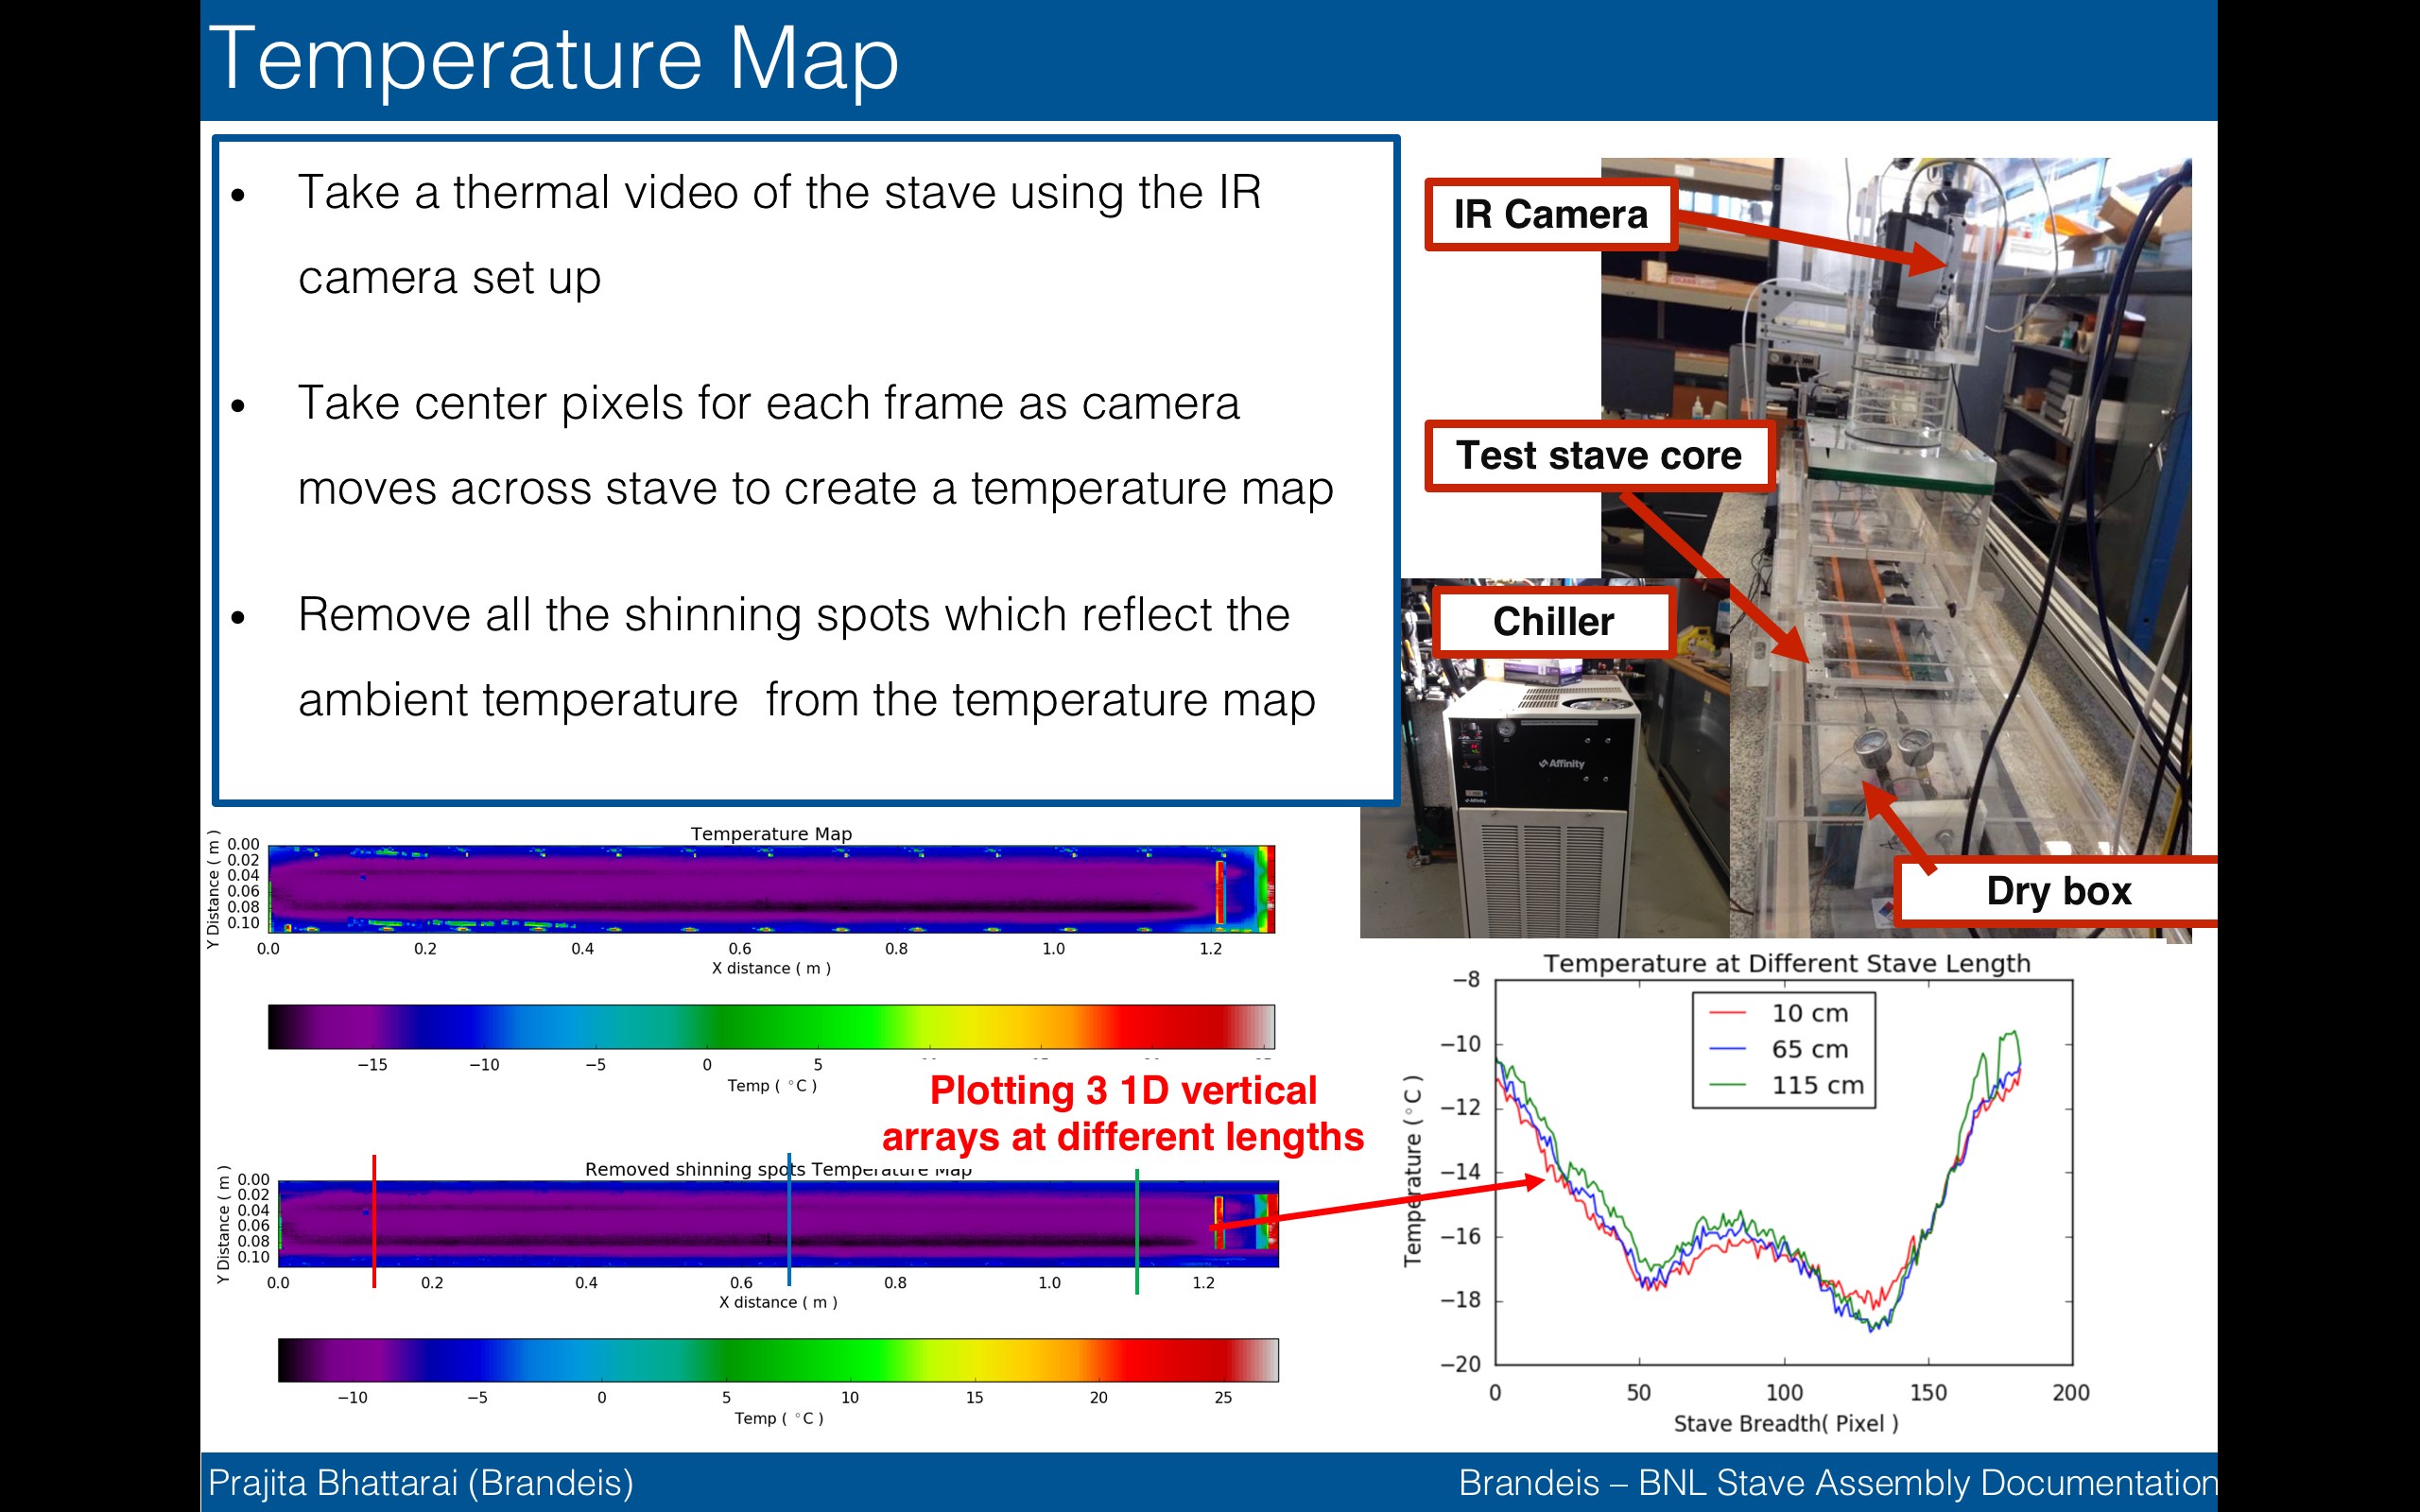 Temperature Map
• Take a thermal video of the stave using the IR
camera set up
• Take center pixels for each frame as camera
moves across stave to create a temperature map
• Remove all the shinning spots which reflect the
ambient temperature  from the temperature map
IR Camera
Test stave core
Chiller
Affinity
Dry box
Temperature Map
Y Distance ( m )
0.00
0.02
0.04
0.06
0.08
0.10
0.0 0.2 0.4 0.6 0.8 1.0 1.2
X distance ( m )
−15 −10 −5 0 5
Temp ( °C )
Plotting 3 1D vertical
arrays at different lengths
Removed shinning spots Temperature Map
Y Distance ( m )
0.00
0.02
0.04
0.06
0.08
0.10
0.0 0.2 0.4 0.6 0.8 1.0 1.2
X distance ( m )
−10 −5 0 5 10 15 20 25
Temp ( °C )
Temperature at Different Stave Length
Temperature ( °C )
−8
−10
−12
−14
−16
−18
−20
10 cm
65 cm
115 cm
0 50 100 150 200
Stave Breadth( Pixel )
Prajita Bhattarai (Brandeis)
Brandeis – BNL Stave Assembly Documentation